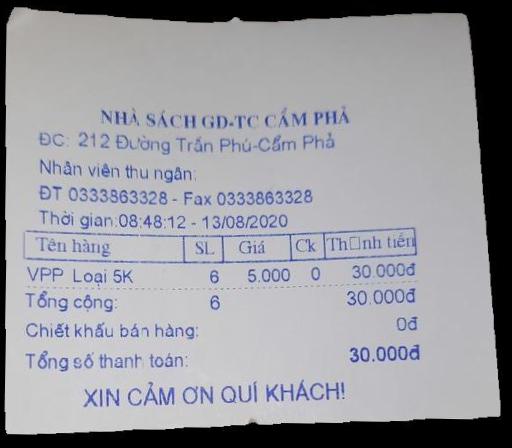 NHÀ SÁCH GD-TC CẨM PHẢ
ĐC: 212 Đường Trần Phú-Cẩm Phả
Nhân viên thu ngân:
ĐT 0333863328 - Fax 0333863328
Thời gian:08:48:12 - 13/08/2020
Tên hàng SL Giá Ck Th□nh tiền
VPP Loại 5K 6 5.000 0 30.000đ
Tổng cộng: 6 30.000đ
Chiết khấu bán hàng: 0đ
Tổng số thanh toán: 30.000đ
XIN CẢM ƠN QUÍ KHÁCH!